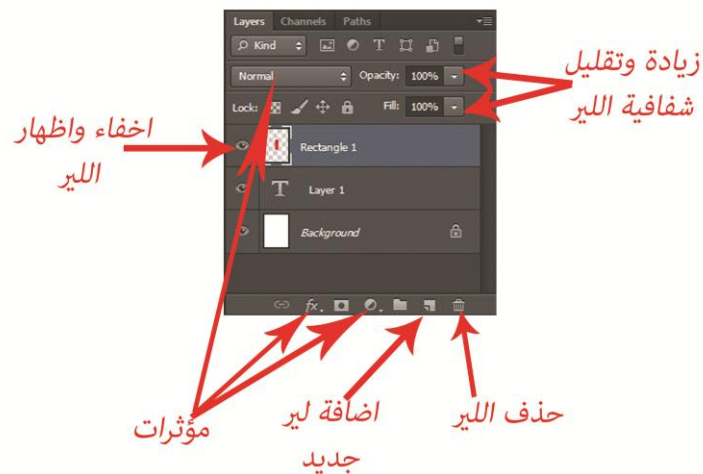 Layers Channels Paths
Kind T
Normal Opacity: 100%
Lock: Fill: 100%
زيادة وتقليل
شفافية اللير
اخفاء واظهار
اللير
Rectangle 1
T Layer 1
Background
fx
مؤثرات
اضافة لير
جديد
حذف اللير